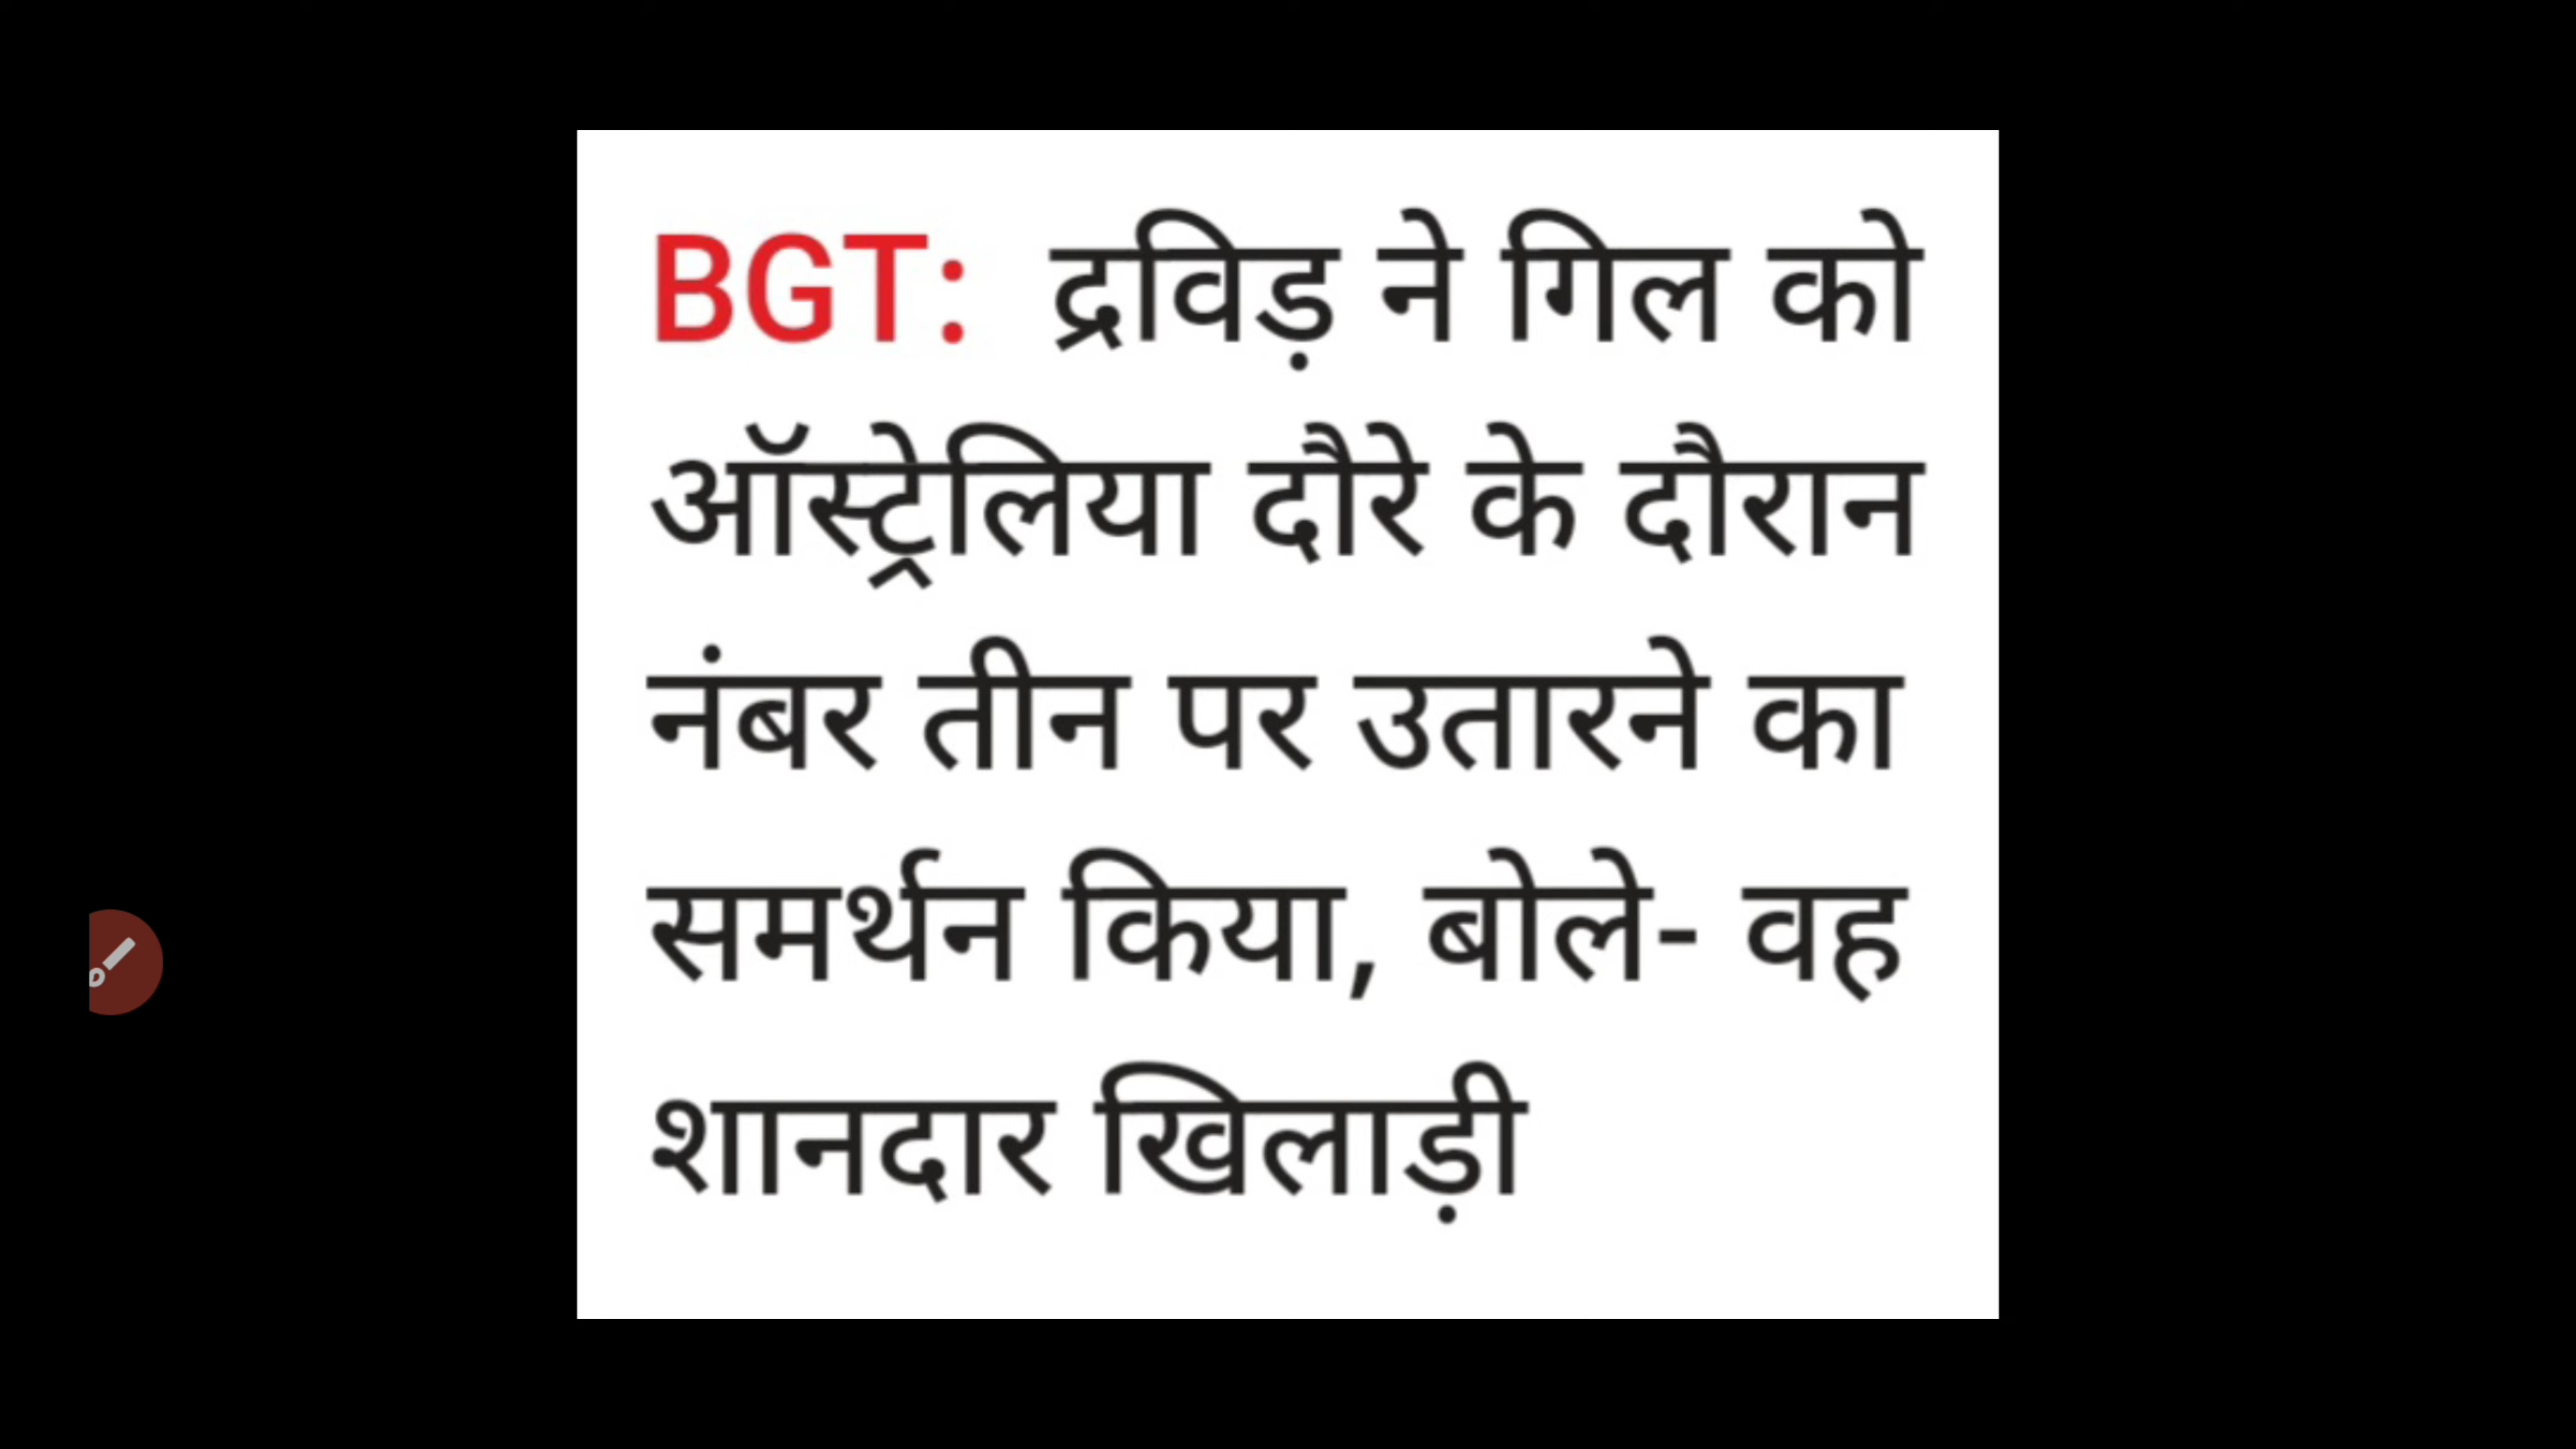 BGT: द्रविड़ ने गिल को
ऑस्ट्रेलिया दौरे के दौरान
नंबर तीन पर उतारने का
समर्थन किया, बोले- वह
शानदार खिलाड़ी